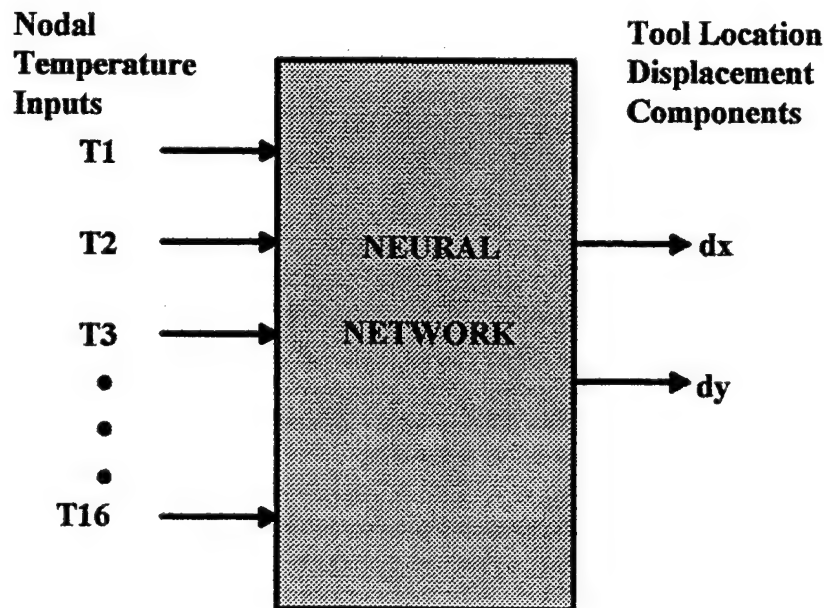 Nodal
Temperature
Inputs
T1
T2
T3
T16
NEURAL
NETWORK
Tool Location
Displacement
Components
dx
dy